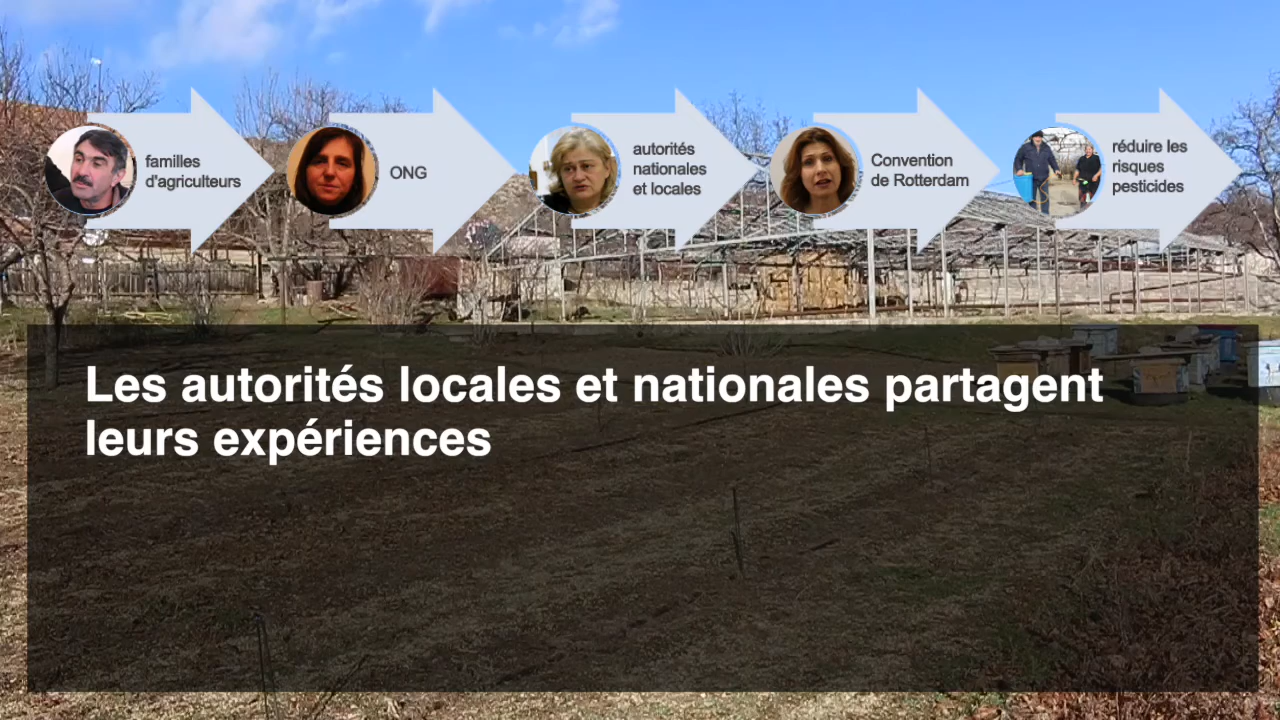 familles
d'agriculteurs
ONG
autorités
nationales
et locales
Convention
de Rotterdam
réduire les
risques
pesticides
Les autorités locales et nationales partagent
leurs expériences